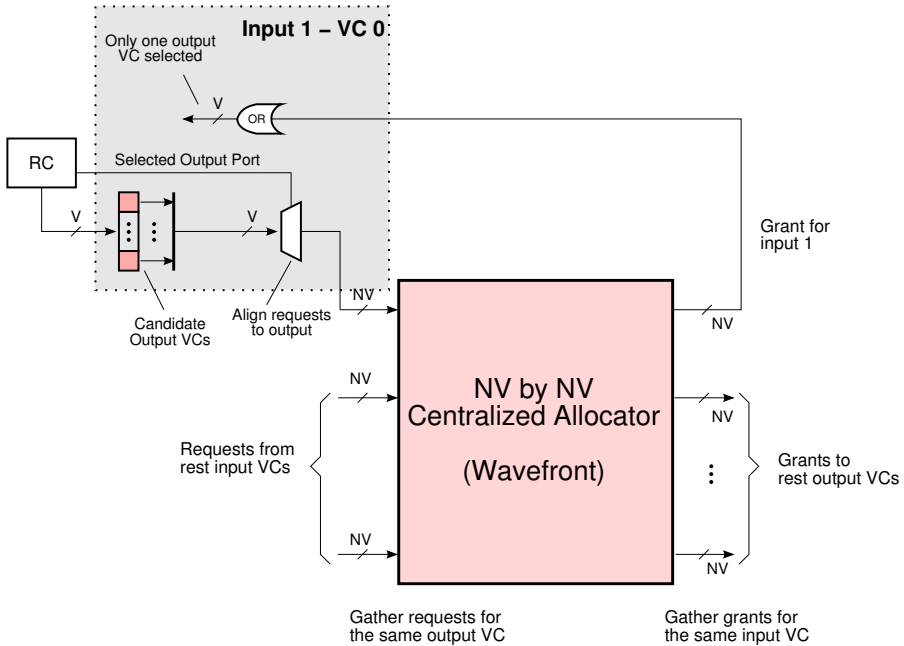 Input 1 – VC 0
Only one output
VC selected
V
OR
RC
Selected Output Port
V
V
Grant for
input 1
Candidate
Output VCs
Align requests
to output
NV
NV
NV
NV
NV by NV
Centralized Allocator
(Wavefront)
Requests from
rest input VCs
Grants to
rest output VCs
NV
NV
Gather requests for
the same output VC
Gather grants for
the same input VC